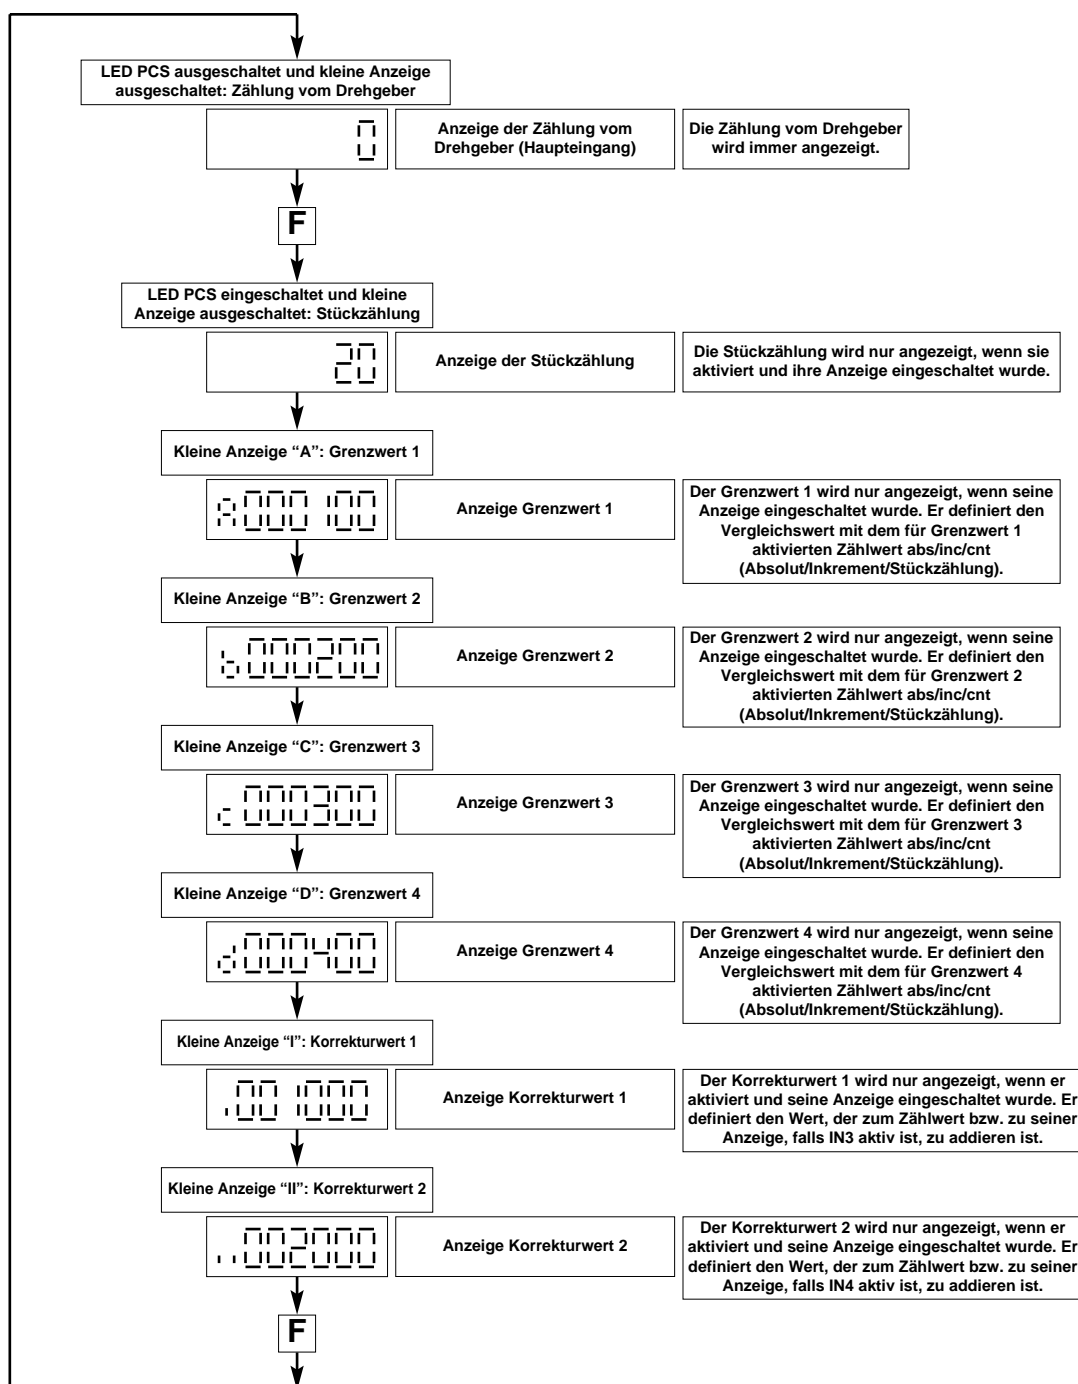 LED PCS ausgeschaltet und kleine Anzeige
ausgeschaltet: Zählung vom Drehgeber
0
Anzeige der Zählung vom
Drehgeber (Haupteingang)
Die Zählung vom Drehgeber
wird immer angezeigt.
F
LED PCS eingeschaltet und kleine
Anzeige ausgeschaltet: Stückzählung
20
Anzeige der Stückzählung
Die Stückzählung wird nur angezeigt, wenn sie
aktiviert und ihre Anzeige eingeschaltet wurde.
Kleine Anzeige “A”: Grenzwert 1
A000100
Anzeige Grenzwert 1
Der Grenzwert 1 wird nur angezeigt, wenn seine
Anzeige eingeschaltet wurde. Er definiert den
Vergleichswert mit dem für Grenzwert 1
aktivierten Zählwert abs/inc/cnt
(Absolut/Inkrement/Stückzählung).
Kleine Anzeige “B”: Grenzwert 2
b000200
Anzeige Grenzwert 2
Der Grenzwert 2 wird nur angezeigt, wenn seine
Anzeige eingeschaltet wurde. Er definiert den
Vergleichswert mit dem für Grenzwert 2
aktivierten Zählwert abs/inc/cnt
(Absolut/Inkrement/Stückzählung).
Kleine Anzeige “C”: Grenzwert 3
c000300
Anzeige Grenzwert 3
Der Grenzwert 3 wird nur angezeigt, wenn seine
Anzeige eingeschaltet wurde. Er definiert den
Vergleichswert mit dem für Grenzwert 3
aktivierten Zählwert abs/inc/cnt
(Absolut/Inkrement/Stückzählung).
Kleine Anzeige “D”: Grenzwert 4
d000400
Anzeige Grenzwert 4
Der Grenzwert 4 wird nur angezeigt, wenn seine
Anzeige eingeschaltet wurde. Er definiert den
Vergleichswert mit dem für Grenzwert 4
aktivierten Zählwert abs/inc/cnt
(Absolut/Inkrement/Stückzählung).
Kleine Anzeige “I”: Korrekturwert 1
ı001000
Anzeige Korrekturwert 1
Der Korrekturwert 1 wird nur angezeigt, wenn er
aktiviert und seine Anzeige eingeschaltet wurde. Er
definiert den Wert, der zum Zählwert bzw. zu seiner
Anzeige, falls IN3 aktiv ist, zu addieren ist.
Kleine Anzeige “II”: Korrekturwert 2
ıı002000
Anzeige Korrekturwert 2
Der Korrekturwert 2 wird nur angezeigt, wenn er
aktiviert und seine Anzeige eingeschaltet wurde. Er
definiert den Wert, der zum Zählwert bzw. zu seiner
Anzeige, falls IN4 aktiv ist, zu addieren ist.
F